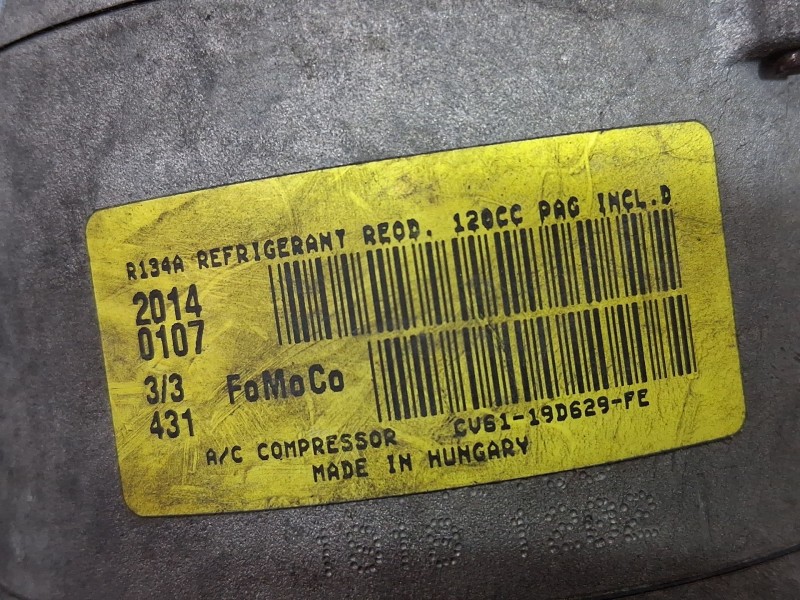 R134A REFRIGERANT REQD. 120CC PAG INCL.D
2014
0107
3/3 FoMoCo
431
A/C COMPRESSOR CV61-19D629-FE
MADE IN HUNGARY